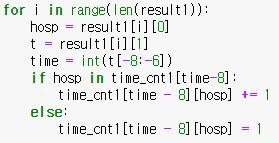 for i in range(len(result1)):
    hosp = result1[i][0]
    t = result1[i][1]
    time = int(t[-8:-6])
    if hosp in time_cnt1[time-8]:
        time_cnt1[time - 8][hosp] += 1
    else:
        time_cnt1[time - 8][hosp] = 1